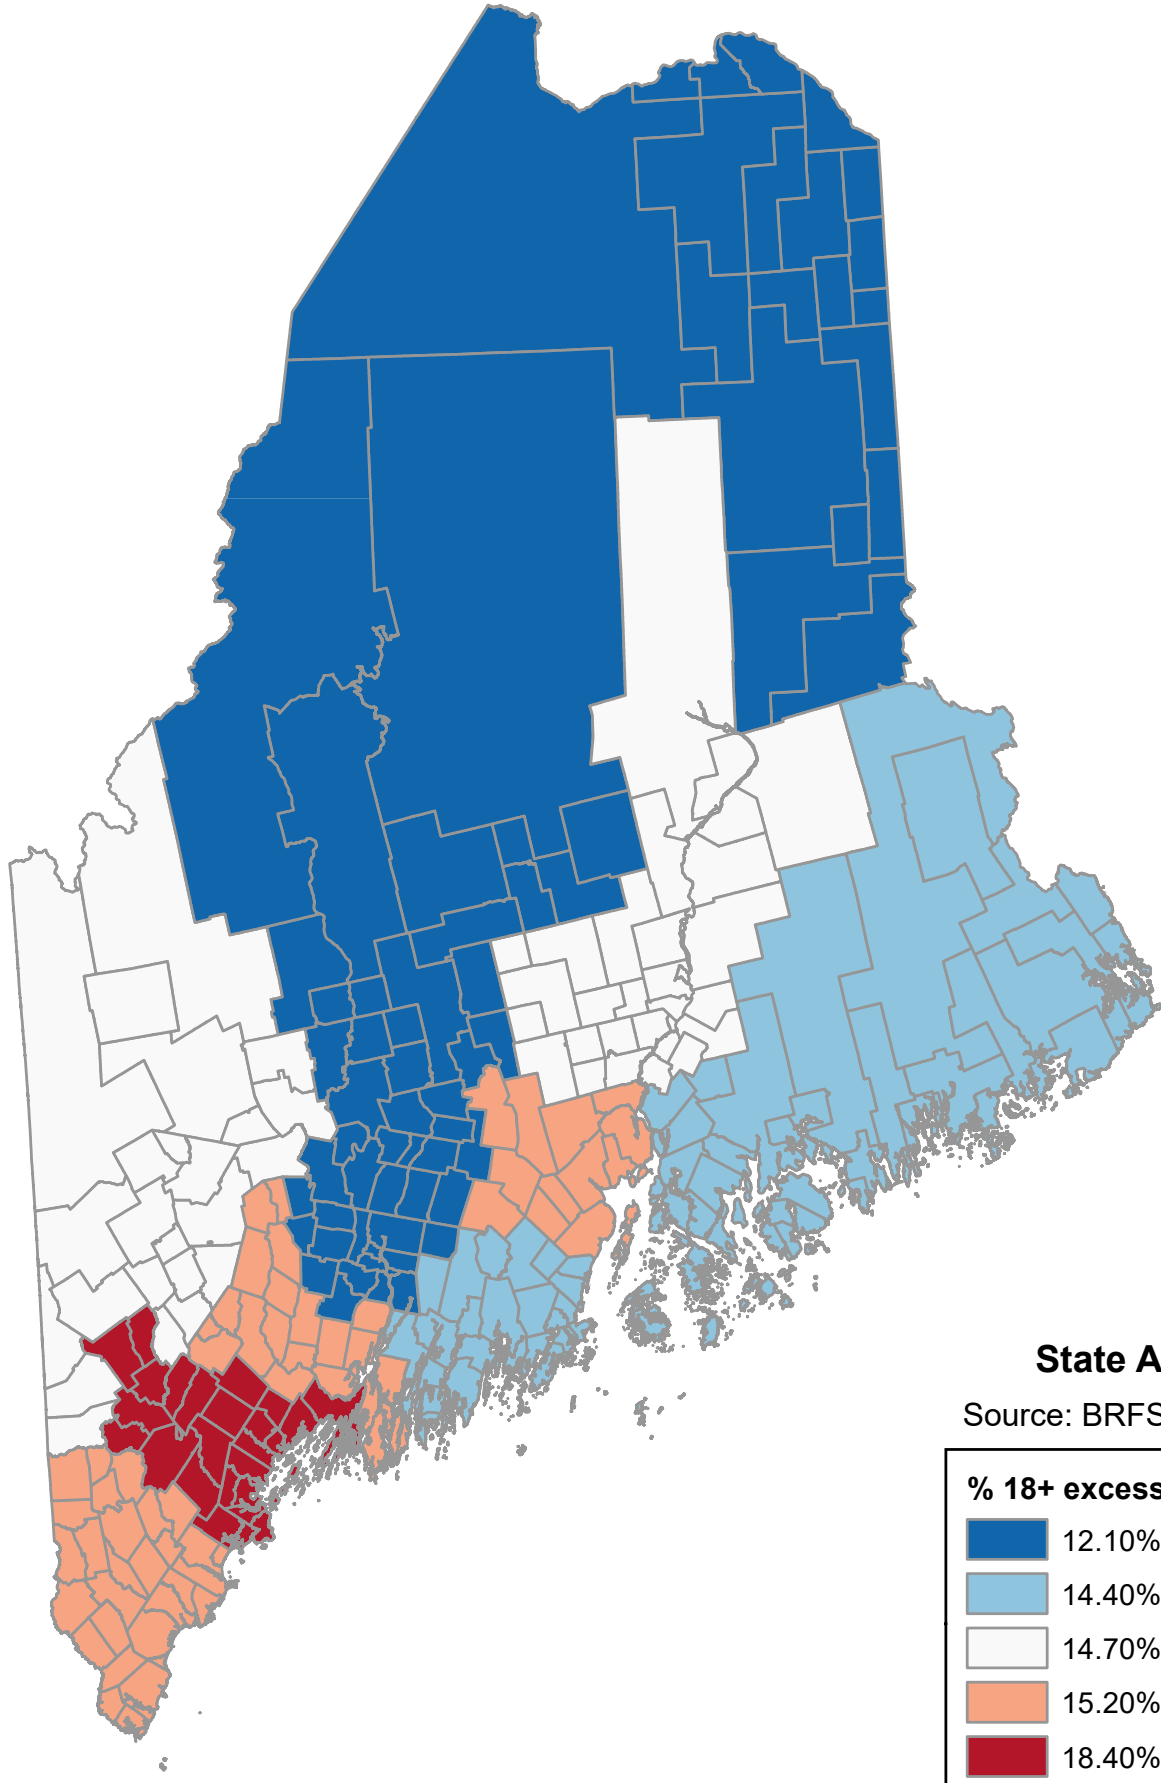 State A
Source: BRFS
% 18+ excess
12.10%
14.40%
14.70%
15.20%
18.40%